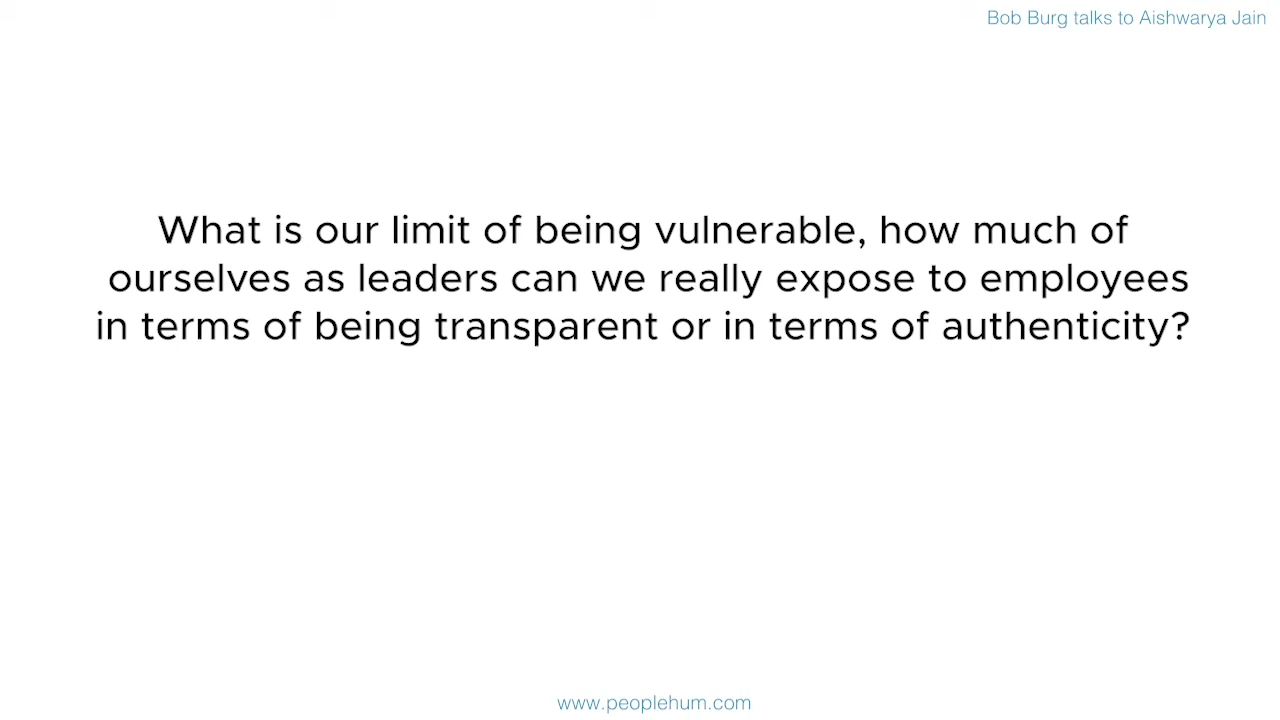 Bob Burg talks to Aishwarya Jain
What is our limit of being vulnerable, how much of
ourselves as leaders can we really expose to employees
in terms of being transparent or in terms of authenticity?
www.peoplehum.com